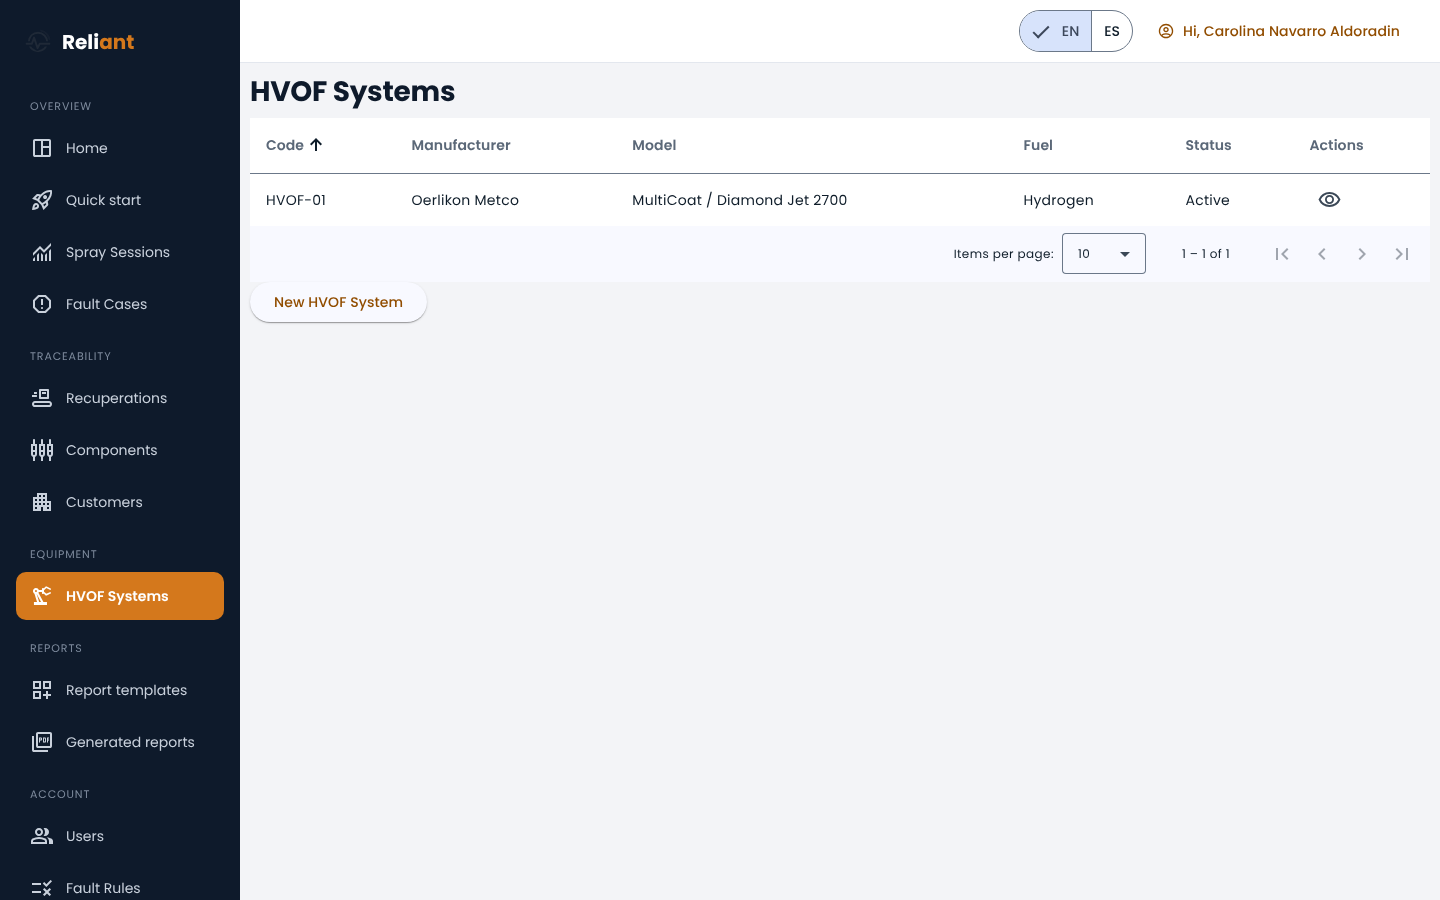 Reliant
EN
ES
Hi, Carolina Navarro Aldoradin
OVERVIEW
Home
Quick start
Spray Sessions
Fault Cases
TRACEABILITY
Recuperations
Components
Customers
EQUIPMENT
HVOF Systems
REPORTS
Report templates
PDF
Generated reports
ACCOUNT
Users
Fault Rules
HVOF Systems
Code Manufacturer Model Fuel Status Actions
HVOF-01 Oerlikon Metco MultiCoat / Diamond Jet 2700 Hydrogen Active
Items per page: 10 1 – 1 of 1
New HVOF System